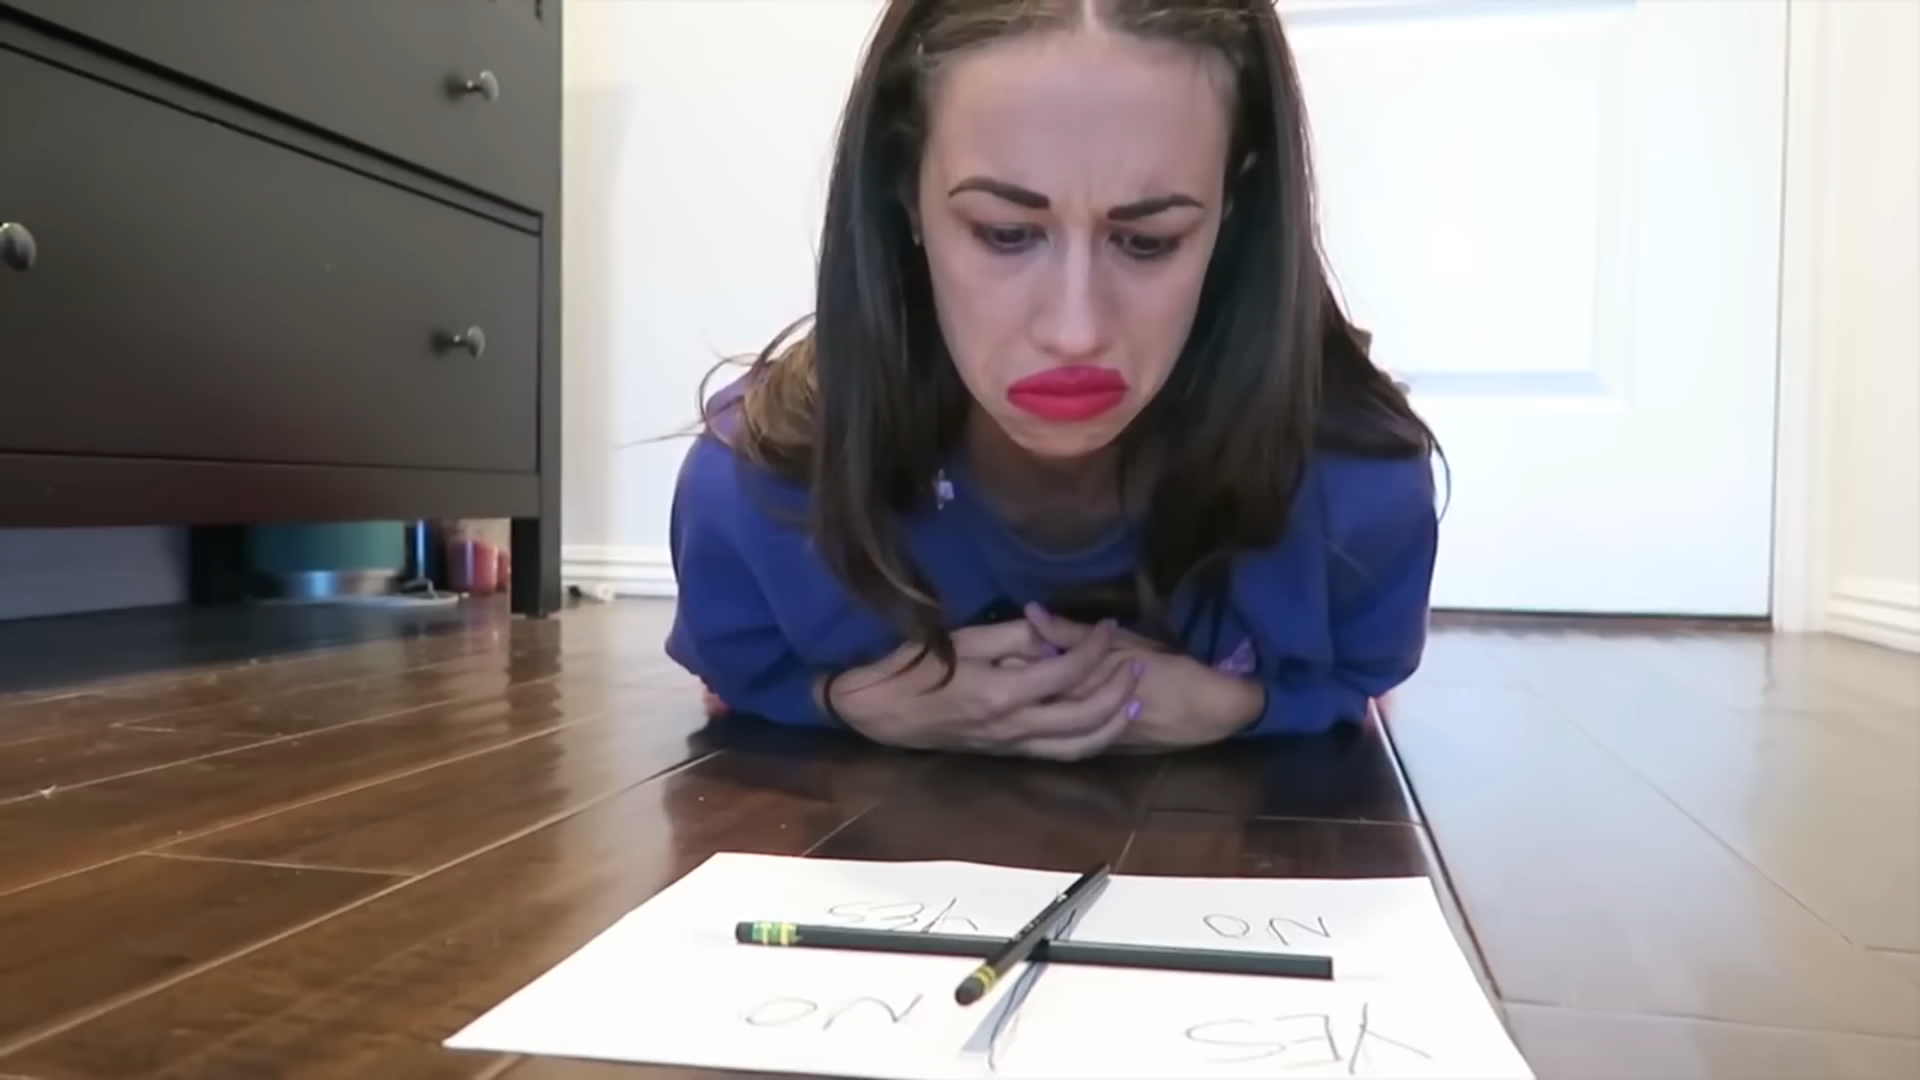 YES NO
NO YES